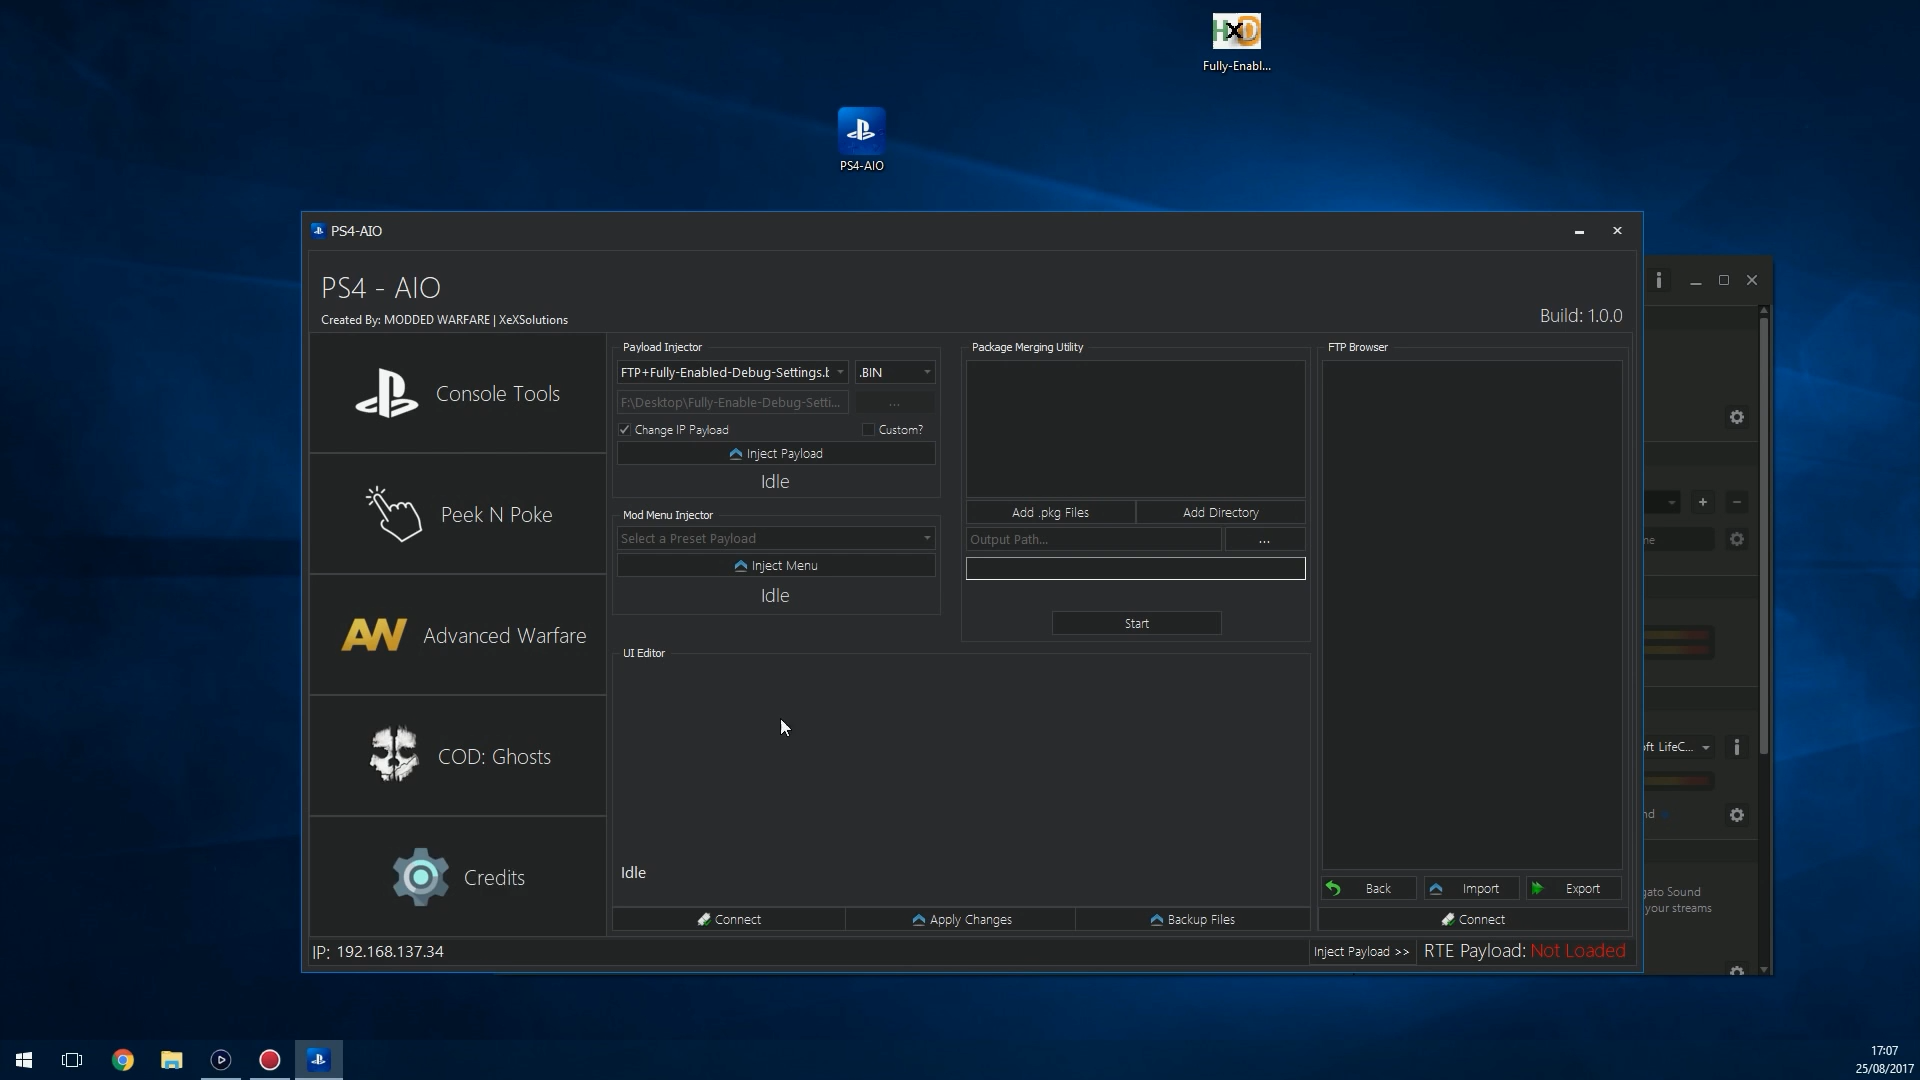 HxD
Fully-Enabl...
PS4-AIO
PS4-AIO
PS4 - AIO
Created By: MODDED WARFARE | XeXSolutions
Build: 1.0.0
Console Tools
Peek N Poke
AW Advanced Warfare
COD: Ghosts
Credits
Payload Injector
FTP+Fully-Enabled-Debug-Settings.b
.BIN
F:\Desktop\Fully-Enable-Debug-Setti...
...
Change IP Payload
Custom?
Inject Payload
Idle
Mod Menu Injector
Select a Preset Payload
Inject Menu
Idle
Package Merging Utility
Add .pkg Files
Add Directory
Output Path...
...
Start
UI Editor
Idle
Connect
Apply Changes
Backup Files
FTP Browser
Back
Import
Export
Connect
IP: 192.168.137.34
Inject Payload >>
RTE Payload: Not Loaded
LifeC...
Sound
your streams
17:07
25/08/2017